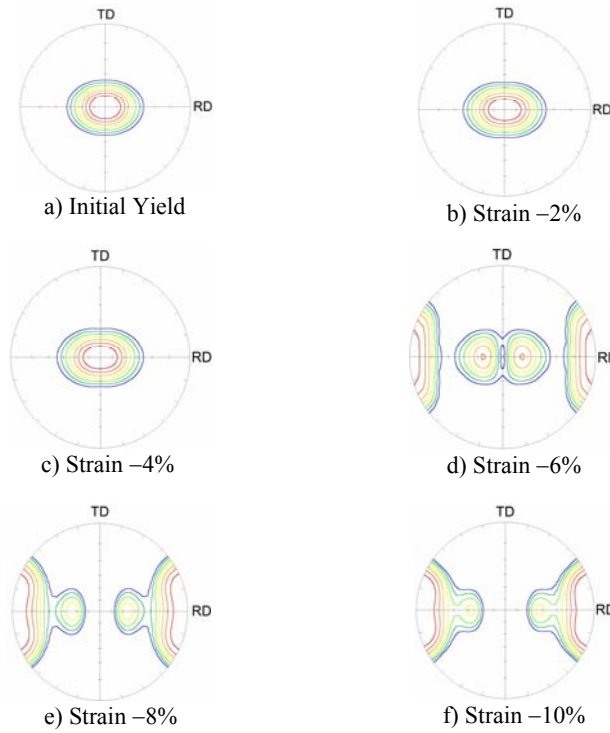 TD
RD
a) Initial Yield
TD
RD
b) Strain –2%
TD
RD
c) Strain –4%
TD
RD
d) Strain –6%
TD
RD
e) Strain –8%
TD
RD
f) Strain –10%